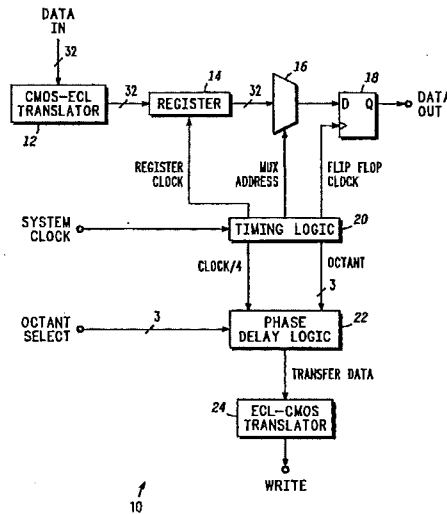 DATA
IN
32
CMOS-ECL
TRANSLATOR
12
32
14
REGISTER
32
16
18
D Q
DATA
OUT
REGISTER
CLOCK
MUX
ADDRESS
FLIP FLOP
CLOCK
SYSTEM
CLOCK
20
TIMING LOGIC
CLOCK/4
OCTANT
3
OCTANT
SELECT
3
PHASE
DELAY LOGIC
22
TRANSFER DATA
24
ECL-CMOS
TRANSLATOR
WRITE
10